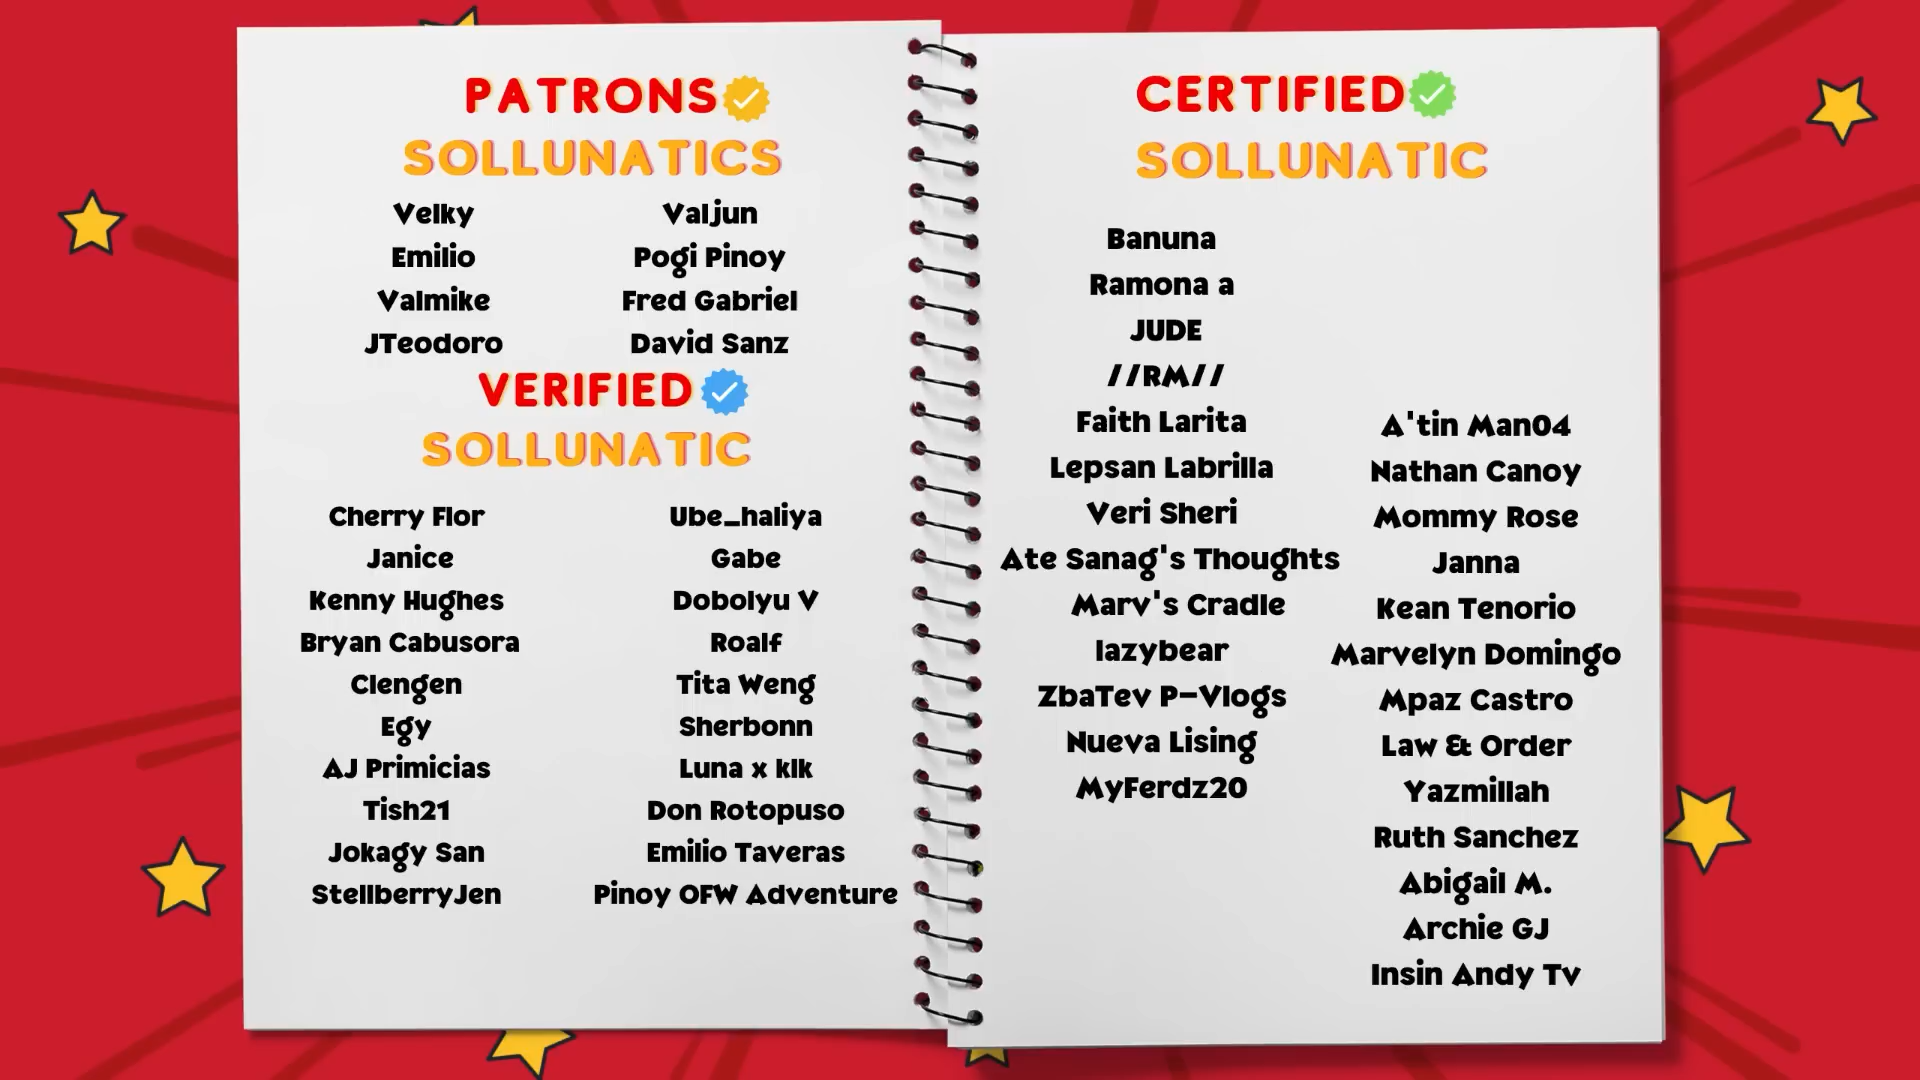 PATRONS
SOLLUNATICS
Velky
Emilio
Valmike
JTeodoro
Valjun
Pogi Pinoy
Fred Gabriel
David Sanz
VERIFIED
SOLLUNATIC
Cherry Flor
Janice
Kenny Hughes
Bryan Cabusora
Clengen
Egy
AJ Primicias
Tish21
Jokagy San
StellberryJen
Ube_haliya
Gabe
Dobolyu V
Roalf
Tita Weng
Sherbonn
Luna x klk
Don Rotopuso
Emilio Taveras
Pinoy OFW Adventure
CERTIFIED
SOLLUNATIC
Banuna
Ramona a
JUDE
//RM//
Faith Larita
Lepsan Labrilla
Veri Sheri
Ate Sanag's Thoughts
Marv's Cradle
lazybear
ZbaTev P-Vlogs
Nueva Lising
MyFerdz20
A'tin Man04
Nathan Canoy
Mommy Rose
Janna
Kean Tenorio
Marvelyn Domingo
Mpaz Castro
Law & Order
Yazmillah
Ruth Sanchez
Abigail M.
Archie GJ
Insin Andy Tv